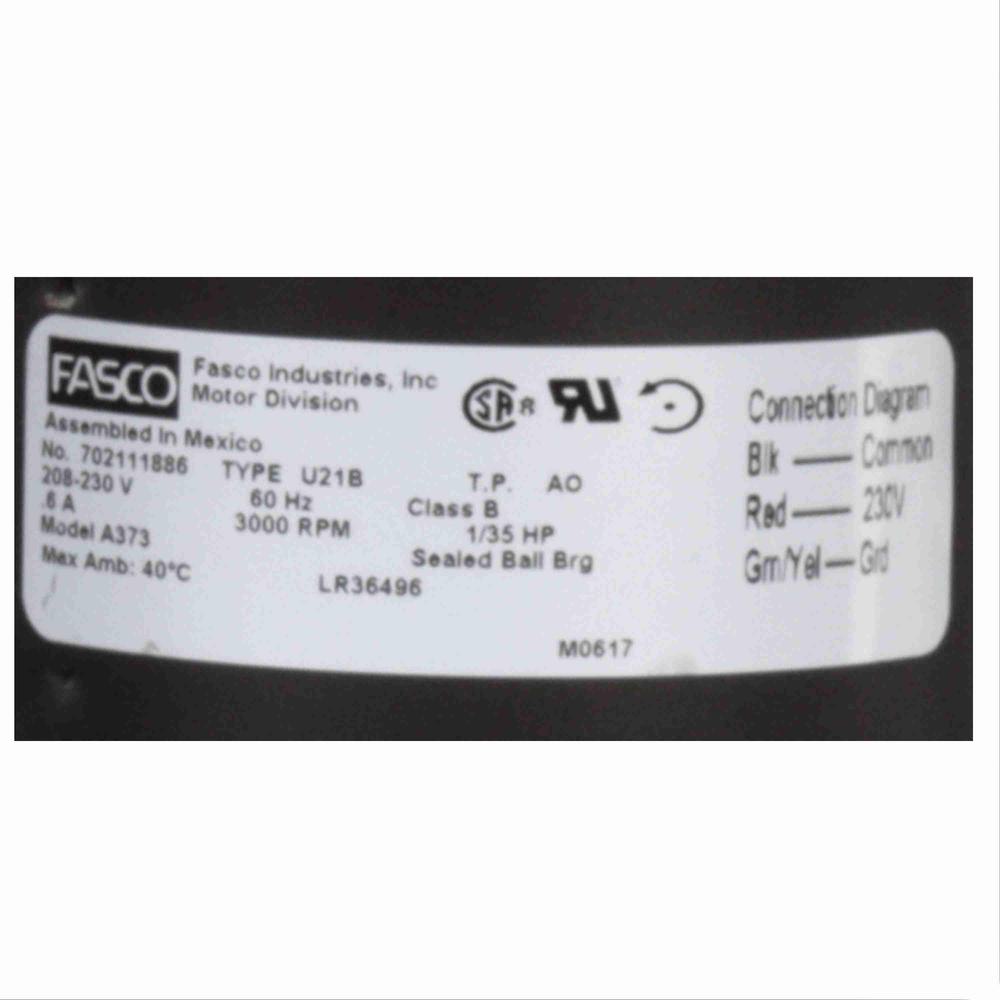 FASCO
Fasco Industries, Inc
Motor Division
Assembled In Mexico
No. 702111886 TYPE U21B T.P. AO
208-230 V 60 Hz Class B
.6 A 3000 RPM 1/35 HP
Model A373 Sealed Ball Brg
Max Amb: 40°C LR36496
M0617
SA ®
RU
Connection Diagram
Blk — Common
Red — 230V
Grn/Yel — Grd